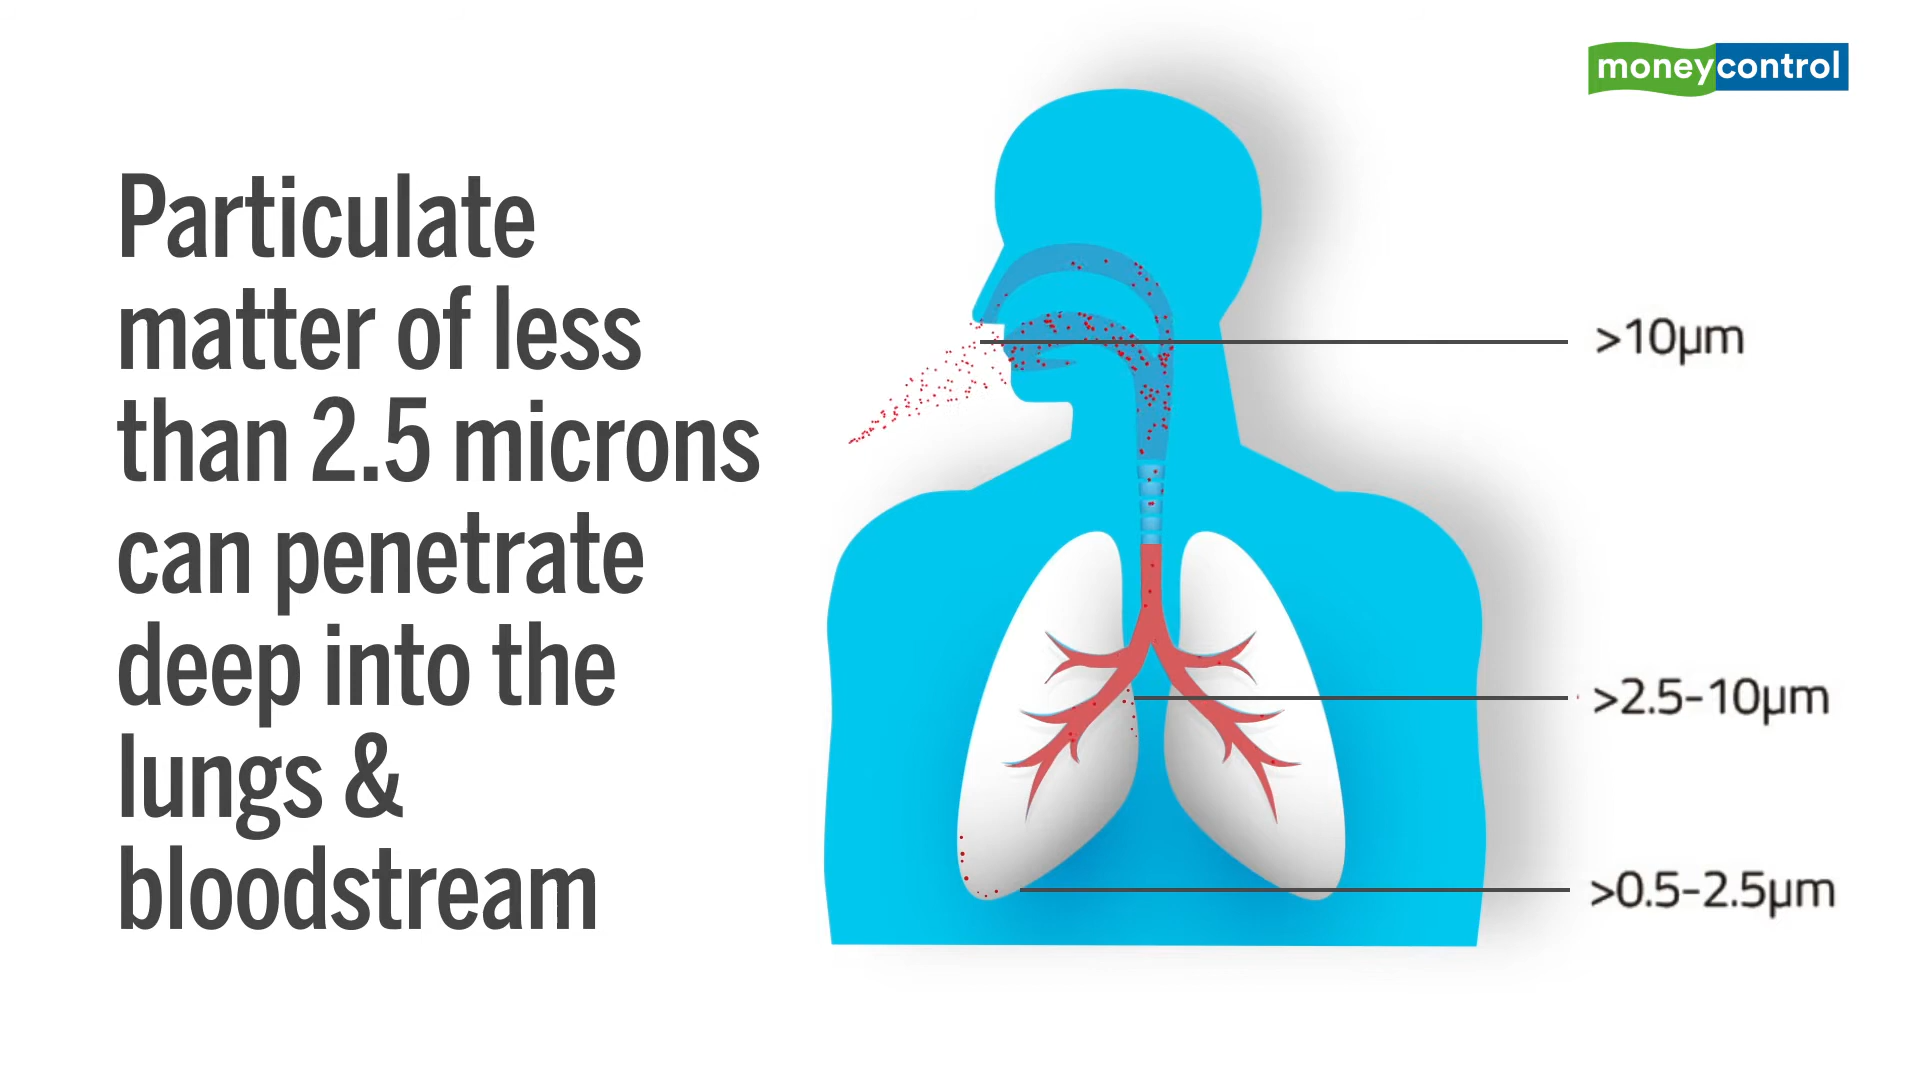 moneycontrol
Particulate
matter of less
than 2.5 microns
can penetrate
deep into the
lungs &
bloodstream
>10µm
>2.5-10µm
>0.5-2.5µm